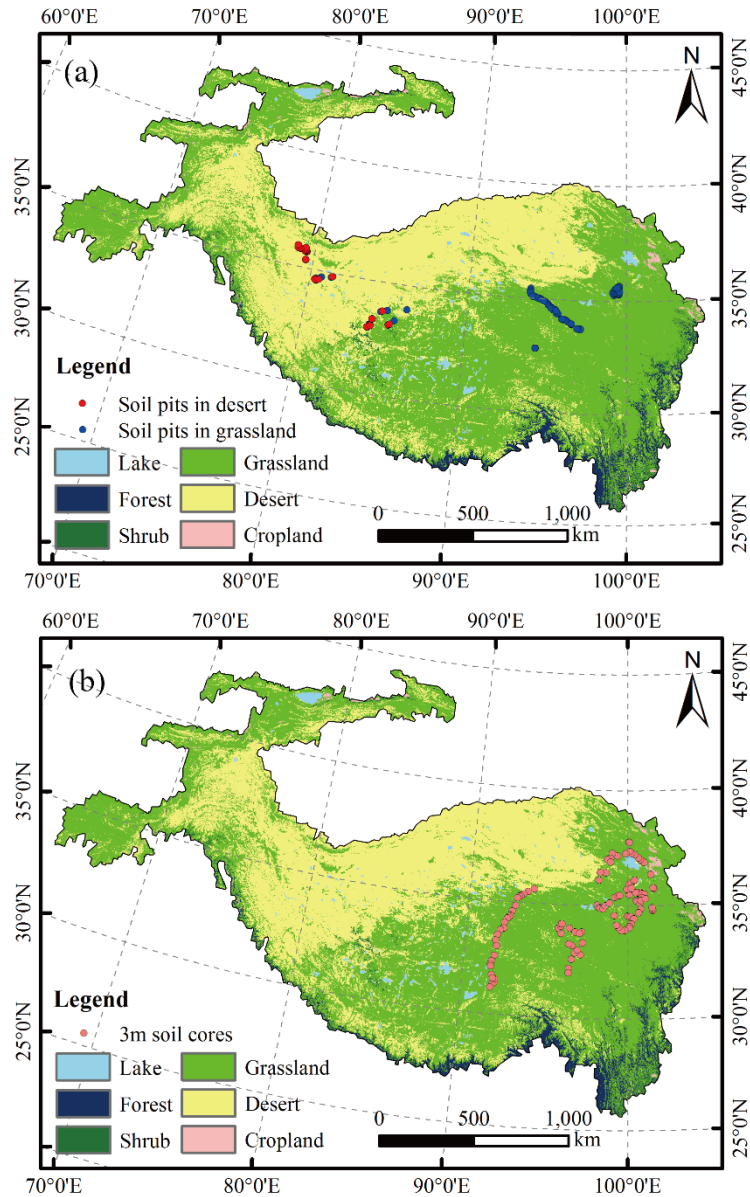 60°0'E 70°0'E 80°0'E 90°0'E 100°0'E
(a)
N
45°0'N
35°0'N
40°0'N
30°0'N
35°0'N
25°0'N
30°0'N
25°0'N
Legend
Soil pits in desert
Soil pits in grassland
Lake Grassland
Forest Desert
Shrub Cropland
0 500 1,000
km
70°0'E 80°0'E 90°0'E 100°0'E
60°0'E 70°0'E 80°0'E 90°0'E 100°0'E
(b)
N
45°0'N
35°0'N
40°0'N
30°0'N
35°0'N
25°0'N
30°0'N
25°0'N
Legend
3m soil cores
Lake Grassland
Forest Desert
Shrub Cropland
0 500 1,000
km
70°0'E 80°0'E 90°0'E 100°0'E